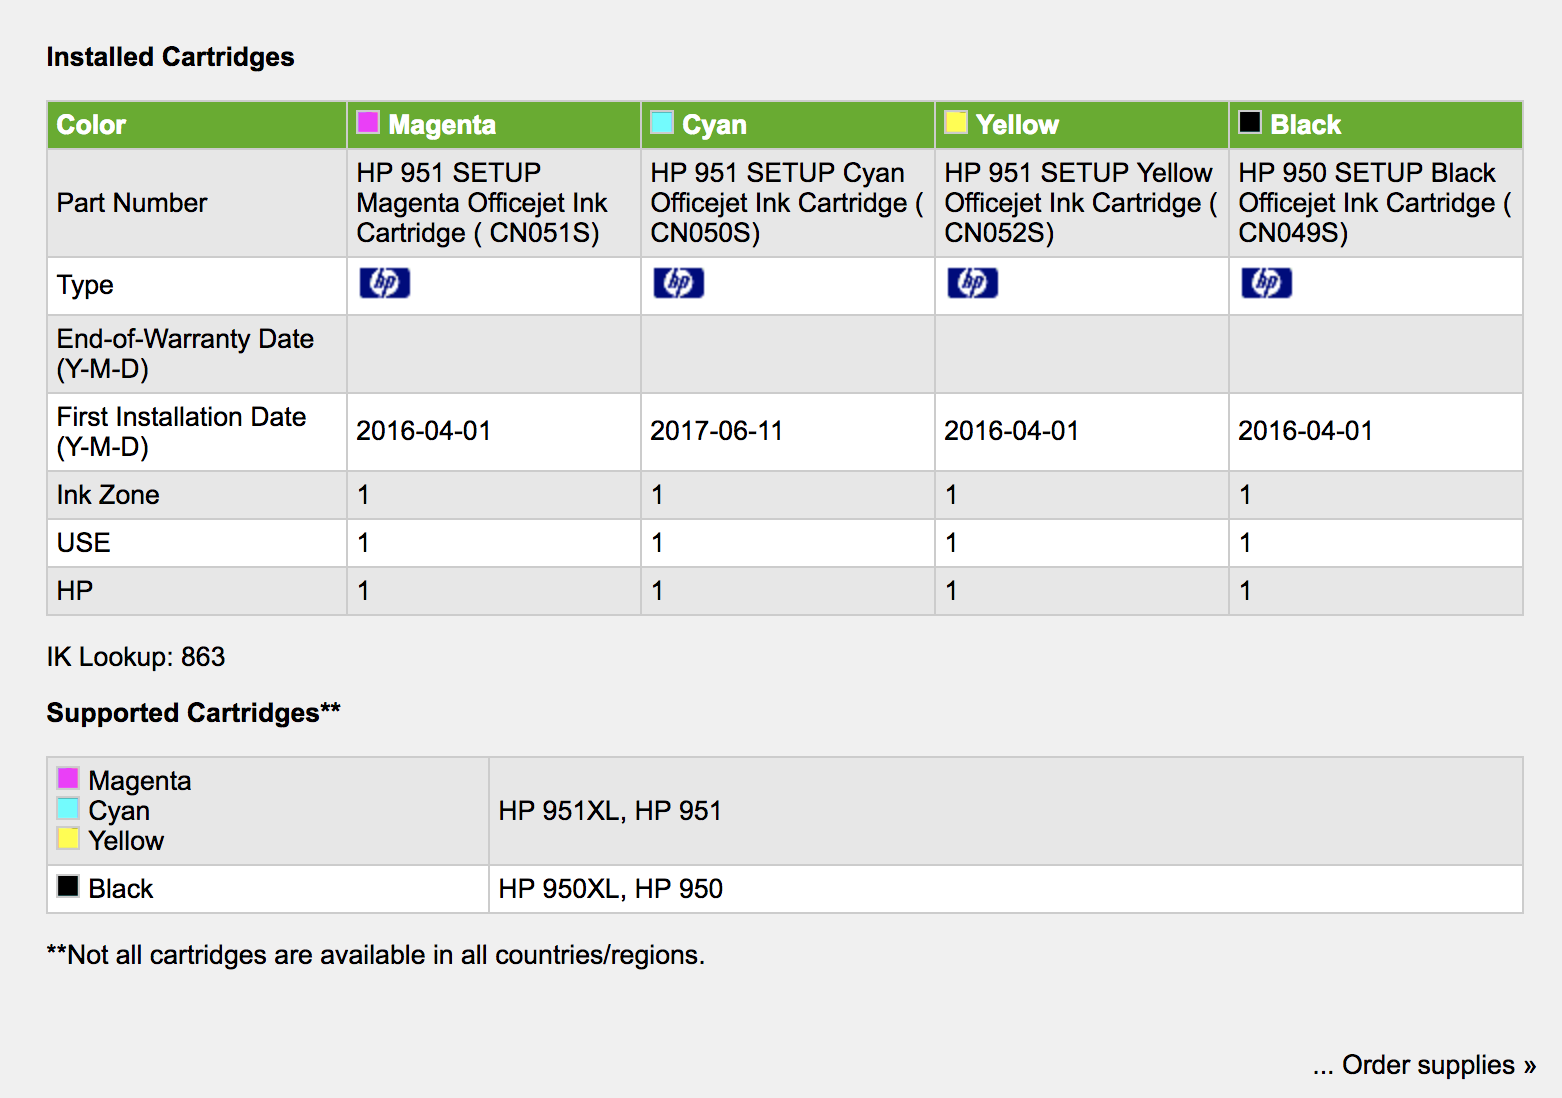 Installed Cartridges
Color Magenta Cyan Yellow Black
Part Number
HP 951 SETUP
Magenta Officejet Ink
Cartridge ( CN051S)
HP 951 SETUP Cyan
Officejet Ink Cartridge (
CN050S)
HP 951 SETUP Yellow
Officejet Ink Cartridge (
CN052S)
HP 950 SETUP Black
Officejet Ink Cartridge (
CN049S)
Type hp hp hp hp
End-of-Warranty Date
(Y-M-D)
First Installation Date
(Y-M-D)
2016-04-01 2017-06-11 2016-04-01 2016-04-01
Ink Zone 1 1 1 1
USE 1 1 1 1
HP 1 1 1 1
IK Lookup: 863
Supported Cartridges**
Magenta
Cyan
Yellow
HP 951XL, HP 951
Black HP 950XL, HP 950
**Not all cartridges are available in all countries/regions.
... Order supplies »